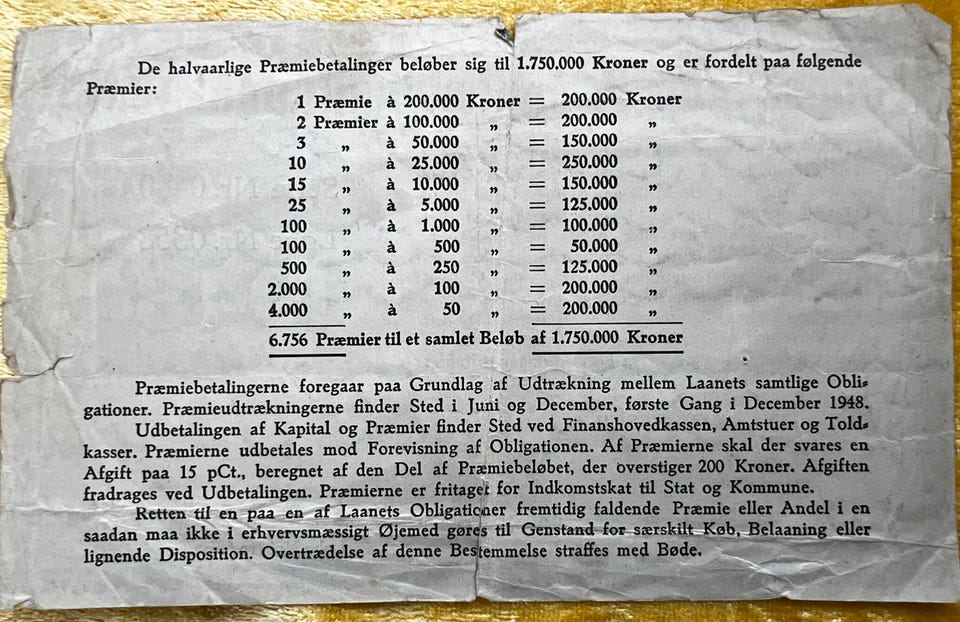 De halvaarlige Præmiebetalinger beløber sig til 1.750.000 Kroner og er fordelt paa følgende
Præmier:
1 Præmie à 200.000 Kroner = 200.000 Kroner
2 Præmier à 100.000 „ = 200.000 „
3 „ à 50.000 „ = 150.000 „
10 „ à 25.000 „ = 250.000 „
15 „ à 10.000 „ = 150.000 „
25 „ à 5.000 „ = 125.000 „
100 „ à 1.000 „ = 100.000 „
100 „ à 500 „ = 50.000 „
500 „ à 250 „ = 125.000 „
2.000 „ à 100 „ = 200.000 „
4.000 „ à 50 „ = 200.000 „
6.756 Præmier til et samlet Beløb af 1.750.000 Kroner
Præmiebetalingerne foregaar paa Grundlag af Udtrækning mellem Laanets samtlige Obli-
gationer. Præmieudtrækningerne finder Sted i Juni og December, første Gang i December 1948.
Udbetalingen af Kapital og Præmier finder Sted ved Finanshovedkassen, Amtstuer og Told-
kasser. Præmierne udbetales mod Forevisning af Obligationen. Af Præmierne skal der svares en
Afgift paa 15 pCt., beregnet af den Del af Præmiebeløbet, der overstiger 200 Kroner. Afgiften
fradrages ved Udbetalingen. Præmierne er fritaget for Indkomstskat til Stat og Kommune.
Retten til en paa en af Laanets Obligationer fremtidig faldende Præmie eller Andel i en
saadan maa ikke i erhvervsmæssigt Øjemed gøres til Genstand for særskilt Køb, Belaaning eller
lignende Disposition. Overtrædelse af denne Bestemmelse straffes med Bøde.